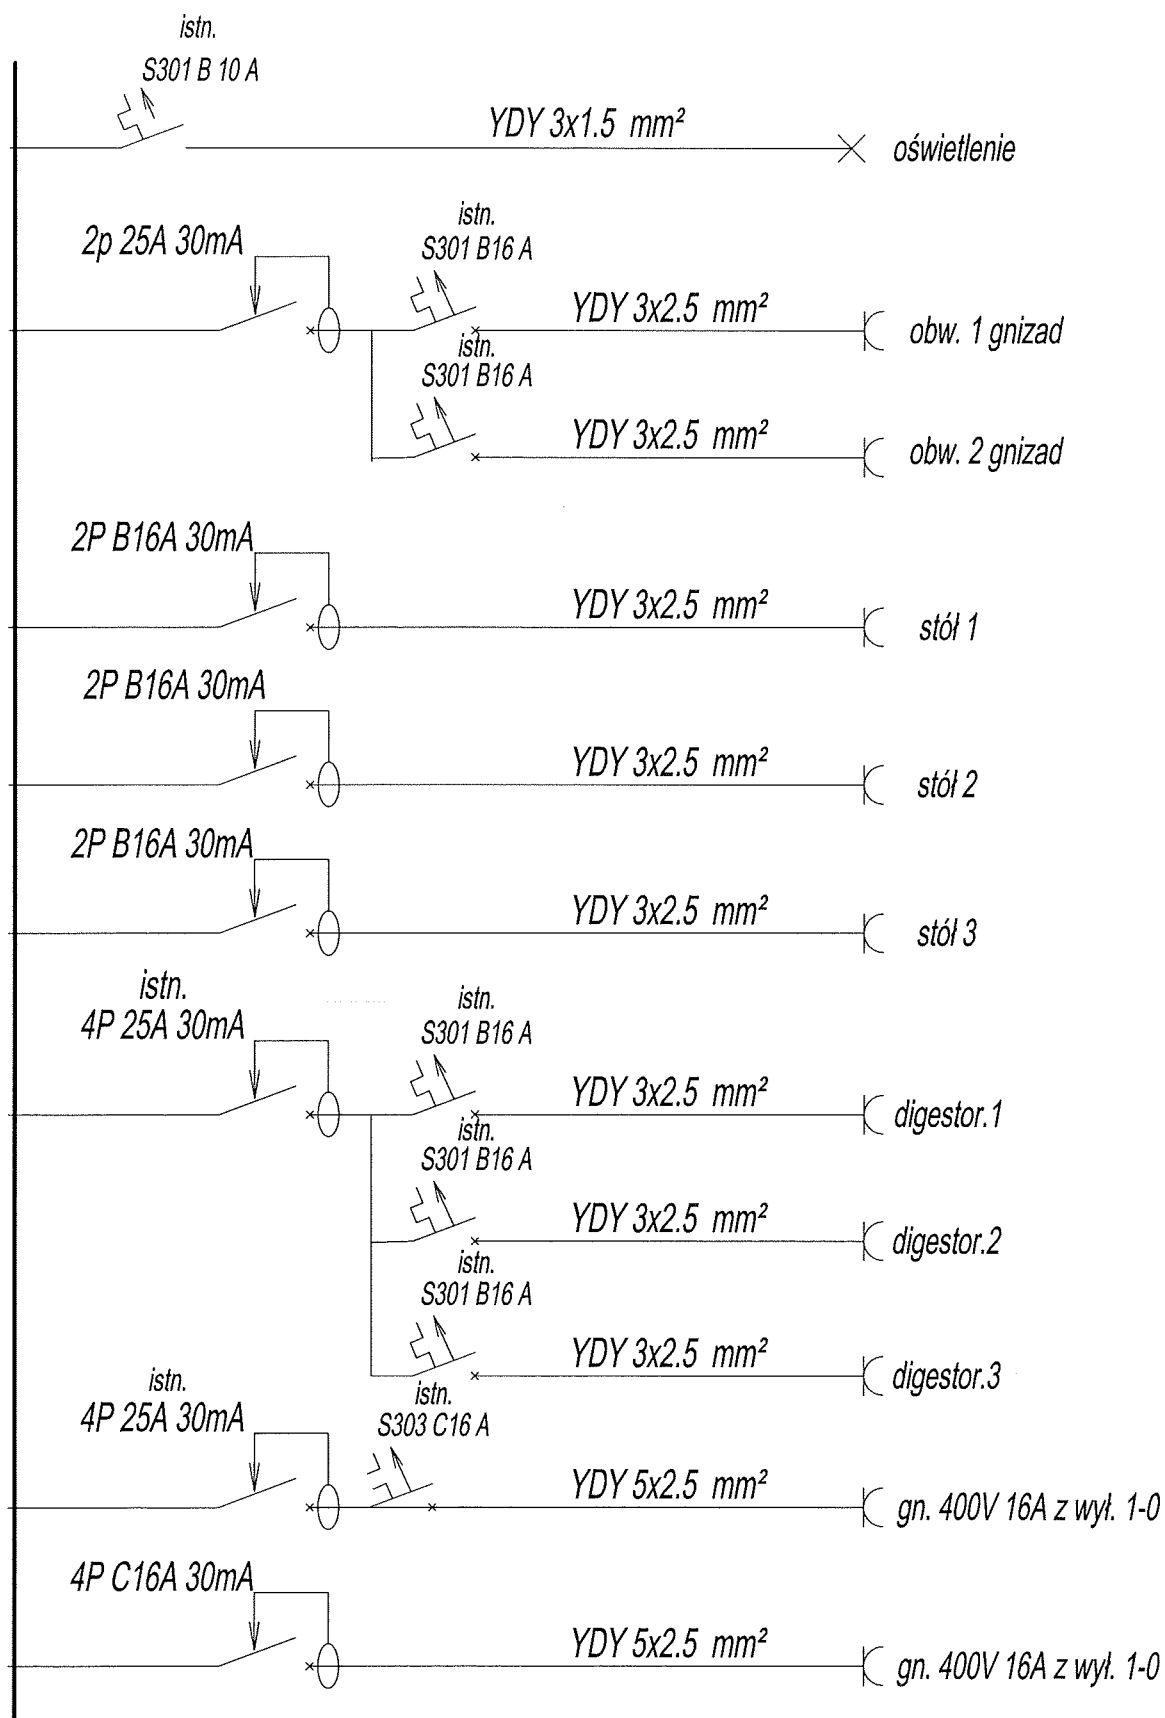 istn.
S301 B 10 A
YDY 3x1.5 mm²
oświetlenie
2p 25A 30mA
istn.
S301 B16 A
YDY 3x2.5 mm²
obw. 1 gnizad
istn.
S301 B16 A
YDY 3x2.5 mm²
obw. 2 gnizad
2P B16A 30mA
YDY 3x2.5 mm²
stół 1
2P B16A 30mA
YDY 3x2.5 mm²
stół 2
2P B16A 30mA
YDY 3x2.5 mm²
stół 3
istn.
4P 25A 30mA
istn.
S301 B16 A
YDY 3x2.5 mm²
digestor.1
istn.
S301 B16 A
YDY 3x2.5 mm²
digestor.2
istn.
S301 B16 A
YDY 3x2.5 mm²
digestor.3
istn.
4P 25A 30mA
istn.
S303 C16 A
YDY 5x2.5 mm²
gn. 400V 16A z wył. 1-0
4P C16A 30mA
YDY 5x2.5 mm²
gn. 400V 16A z wył. 1-0